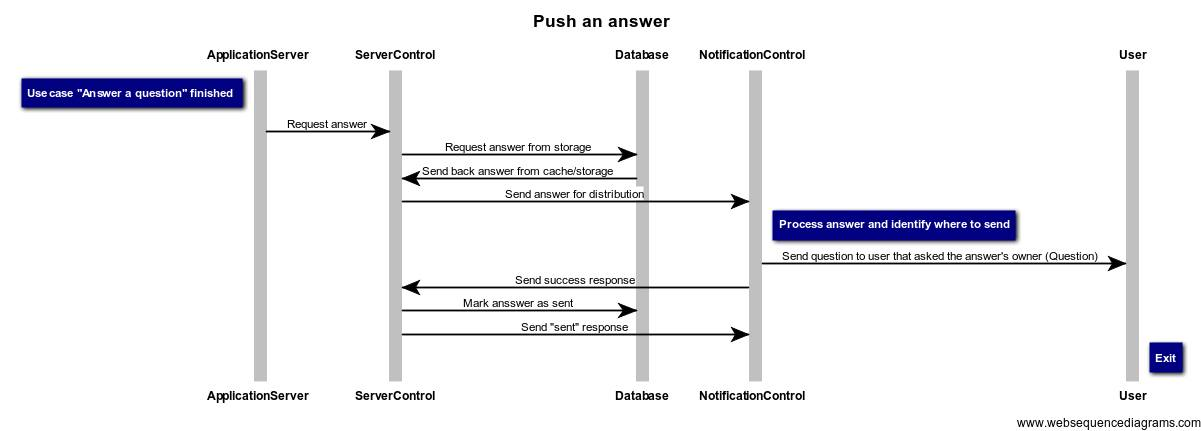 Push an answer
ApplicationServer ServerControl Database NotificationControl User
Use case "Answer a question" finished
Request answer
Request answer from storage
Send back answer from cache/storage
Send answer for distribution
Process answer and identify where to send
Send question to user that asked the answer's owner (Question)
Send success response
Mark ansswer as sent
Send "sent" response
Exit
ApplicationServer ServerControl Database NotificationControl User
www.websequencediagrams.com